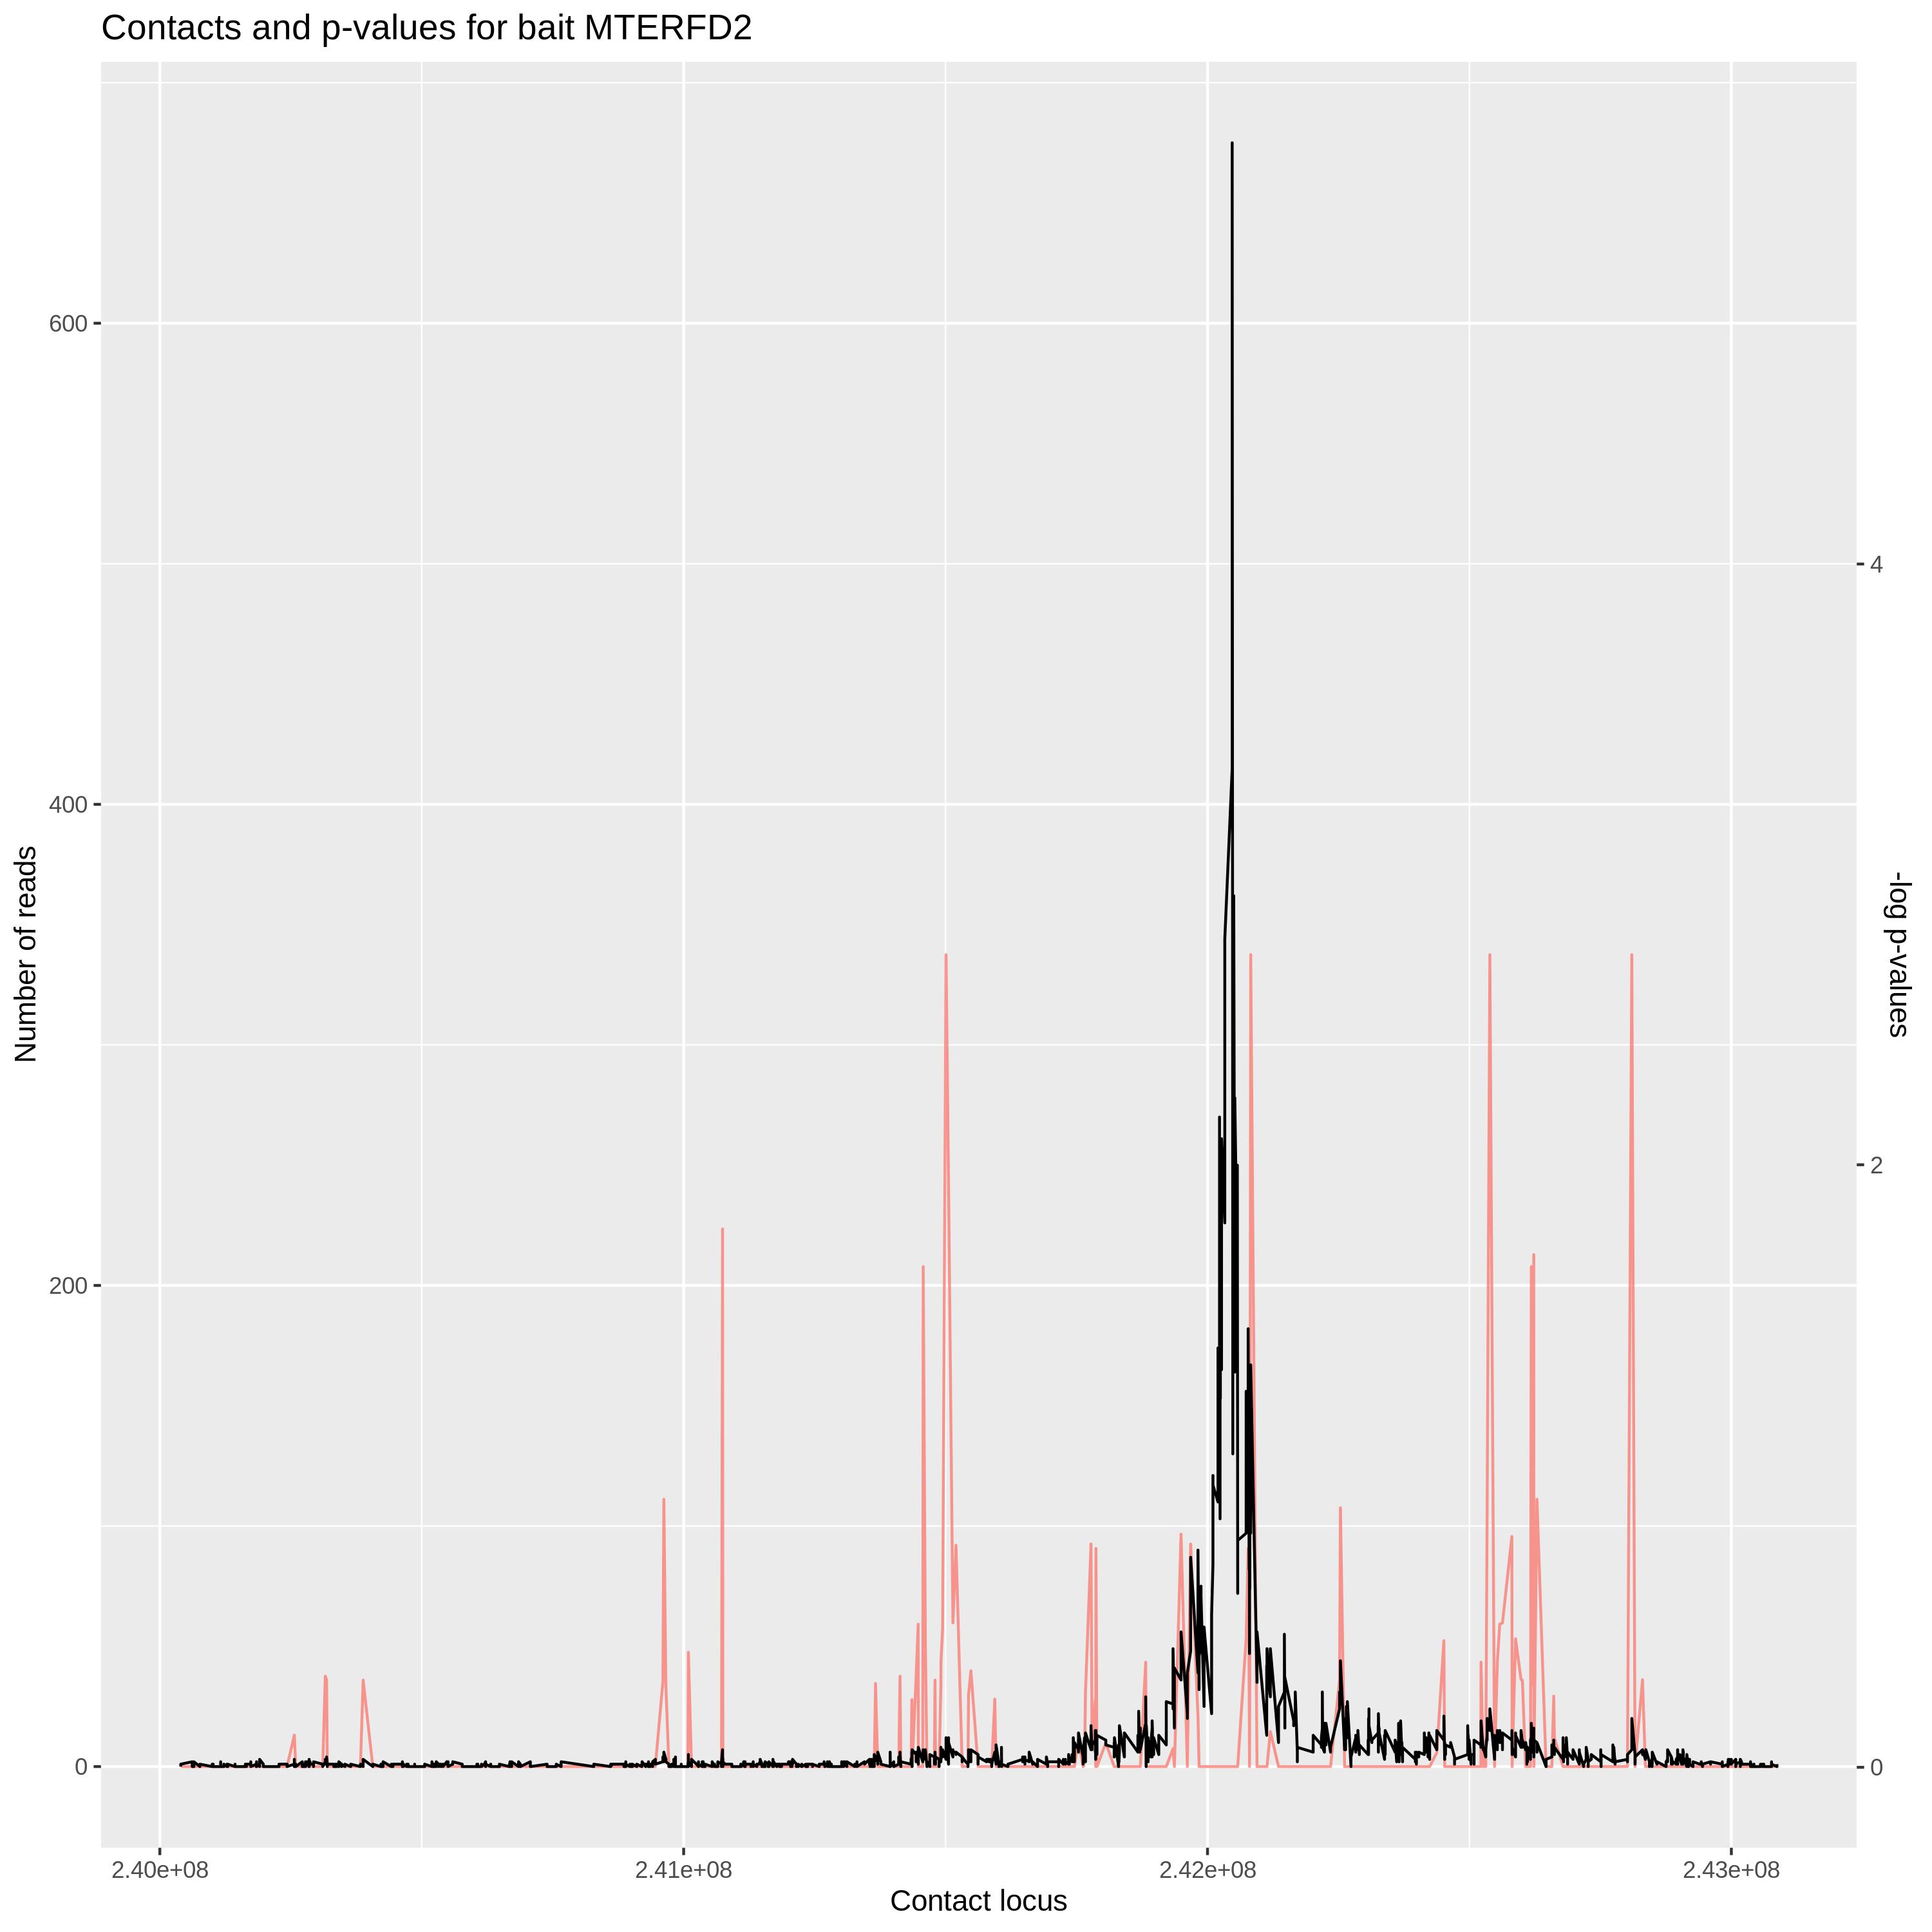 Contacts and p-values for bait MTERFD2
Number of reads
600
400
200
0
4
2
0
-log p-values
2.40e+08
2.41e+08
2.42e+08
2.43e+08
Contact locus